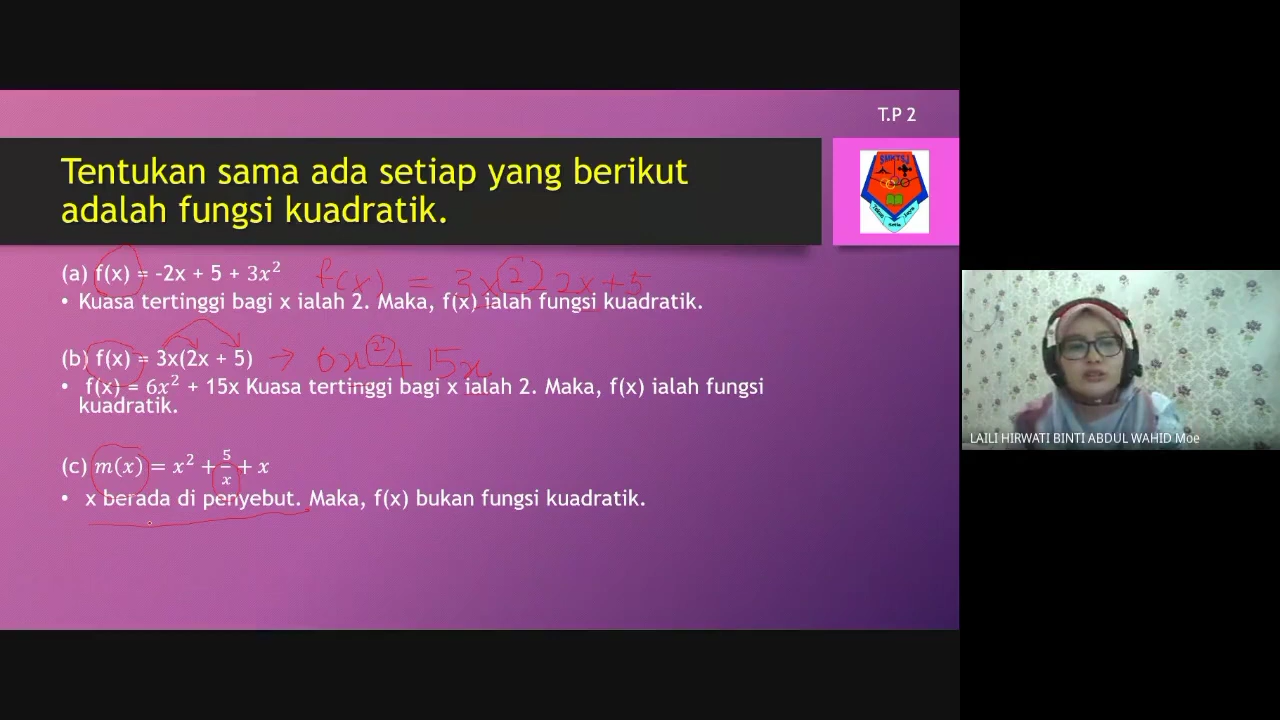 T.P 2
Tentukan sama ada setiap yang berikut
adalah fungsi kuadratik.
SMKTSJ
(a) f(x) = -2x + 5 + 3x² f(x) = 3x² 2x+5
• Kuasa tertinggi bagi x ialah 2. Maka, f(x) ialah fungsi kuadratik.
(b) f(x) = 3x(2x + 5) → 6x² + 15x
• f(x) = 6x² + 15x Kuasa tertinggi bagi x ialah 2. Maka, f(x) ialah fungsi
kuadratik.
(c) m(x) = x² + 5/x + x
• x berada di penyebut. Maka, f(x) bukan fungsi kuadratik.
LAILI HIRWATI BINTI ABDUL WAHID Moe